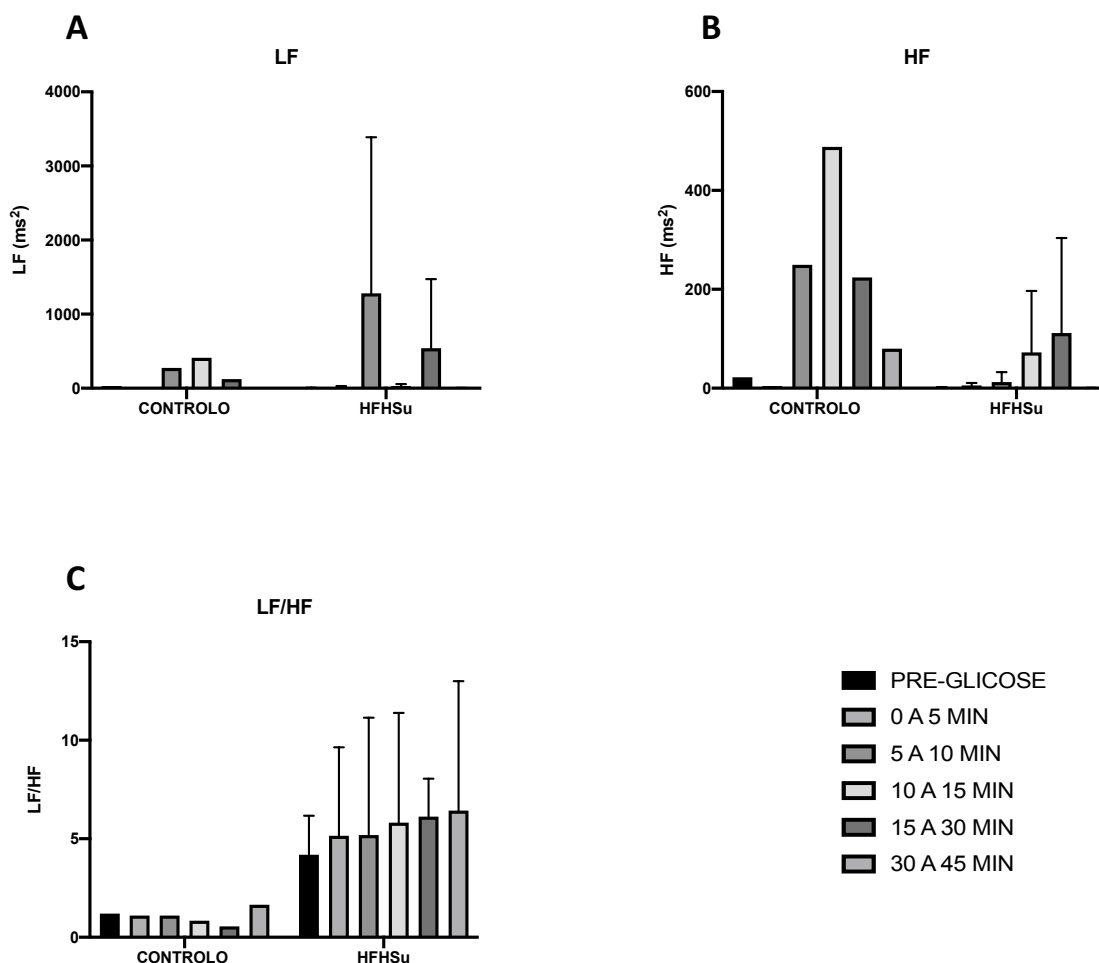 A
LF
4000
3000
2000
1000
0
LF (ms²)
CONTROLO HFHSu
B
HF
600
400
200
0
HF (ms²)
CONTROLO HFHSu
C
LF/HF
15
10
5
0
LF/HF
CONTROLO HFHSu
PRE-GLICOSE
0 A 5 MIN
5 A 10 MIN
10 A 15 MIN
15 A 30 MIN
30 A 45 MIN